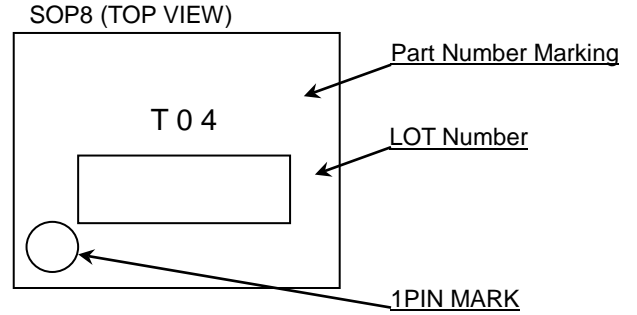 SOP8 (TOP VIEW)
Part Number Marking
T 0 4
LOT Number
1PIN MARK